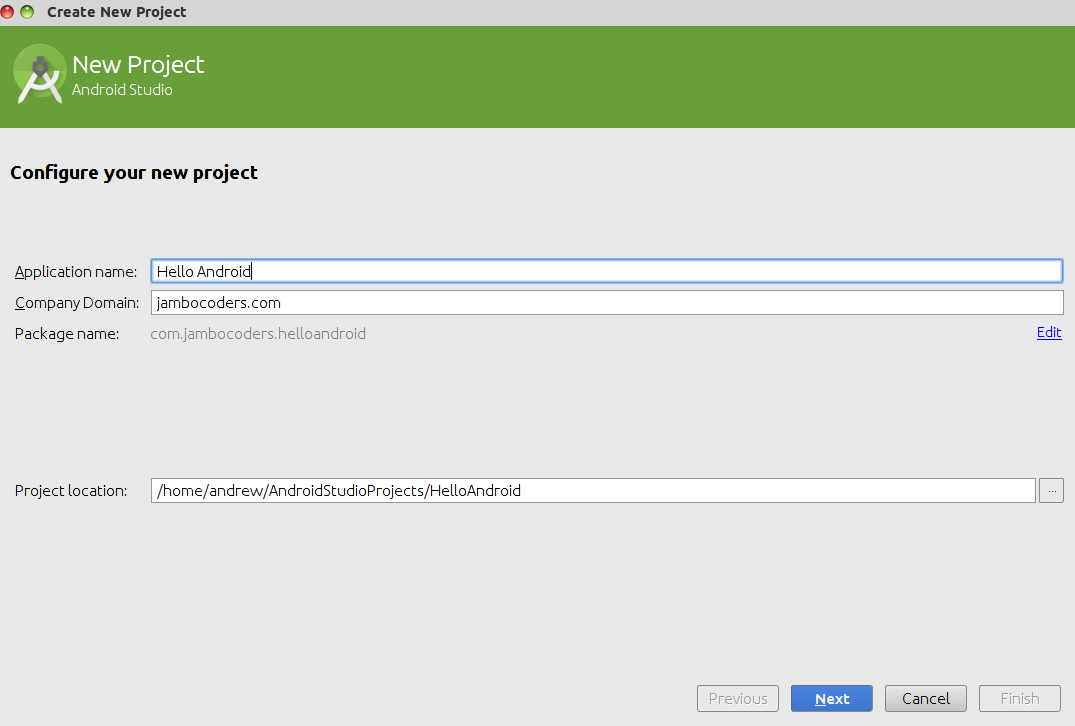 Create New Project
New Project
Android Studio
Configure your new project
Application name: Hello Android
Company Domain: jambocoders.com
Package name: com.jambocoders.helloandroid Edit
Project location: /home/andrew/AndroidStudioProjects/HelloAndroid ...
Previous Next Cancel Finish